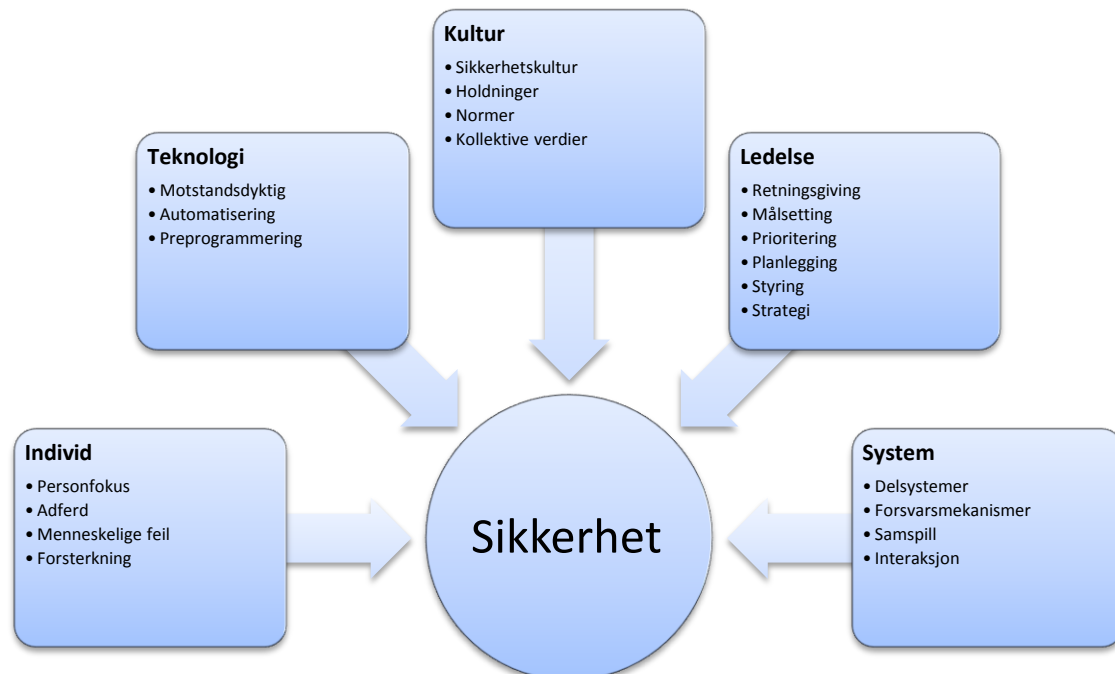 Kultur
• Sikkerhetskultur
• Holdninger
• Normer
• Kollektive verdier
Teknologi
• Motstandsdyktig
• Automatisering
• Preprogrammering
Ledelse
• Retningsgiving
• Målsetting
• Prioritering
• Planlegging
• Styring
• Strategi
Individ
• Personfokus
• Adferd
• Menneskelige feil
• Forsterkning
Sikkerhet
System
• Delsystemer
• Forsvarsmekanismer
• Samspill
• Interaksjon